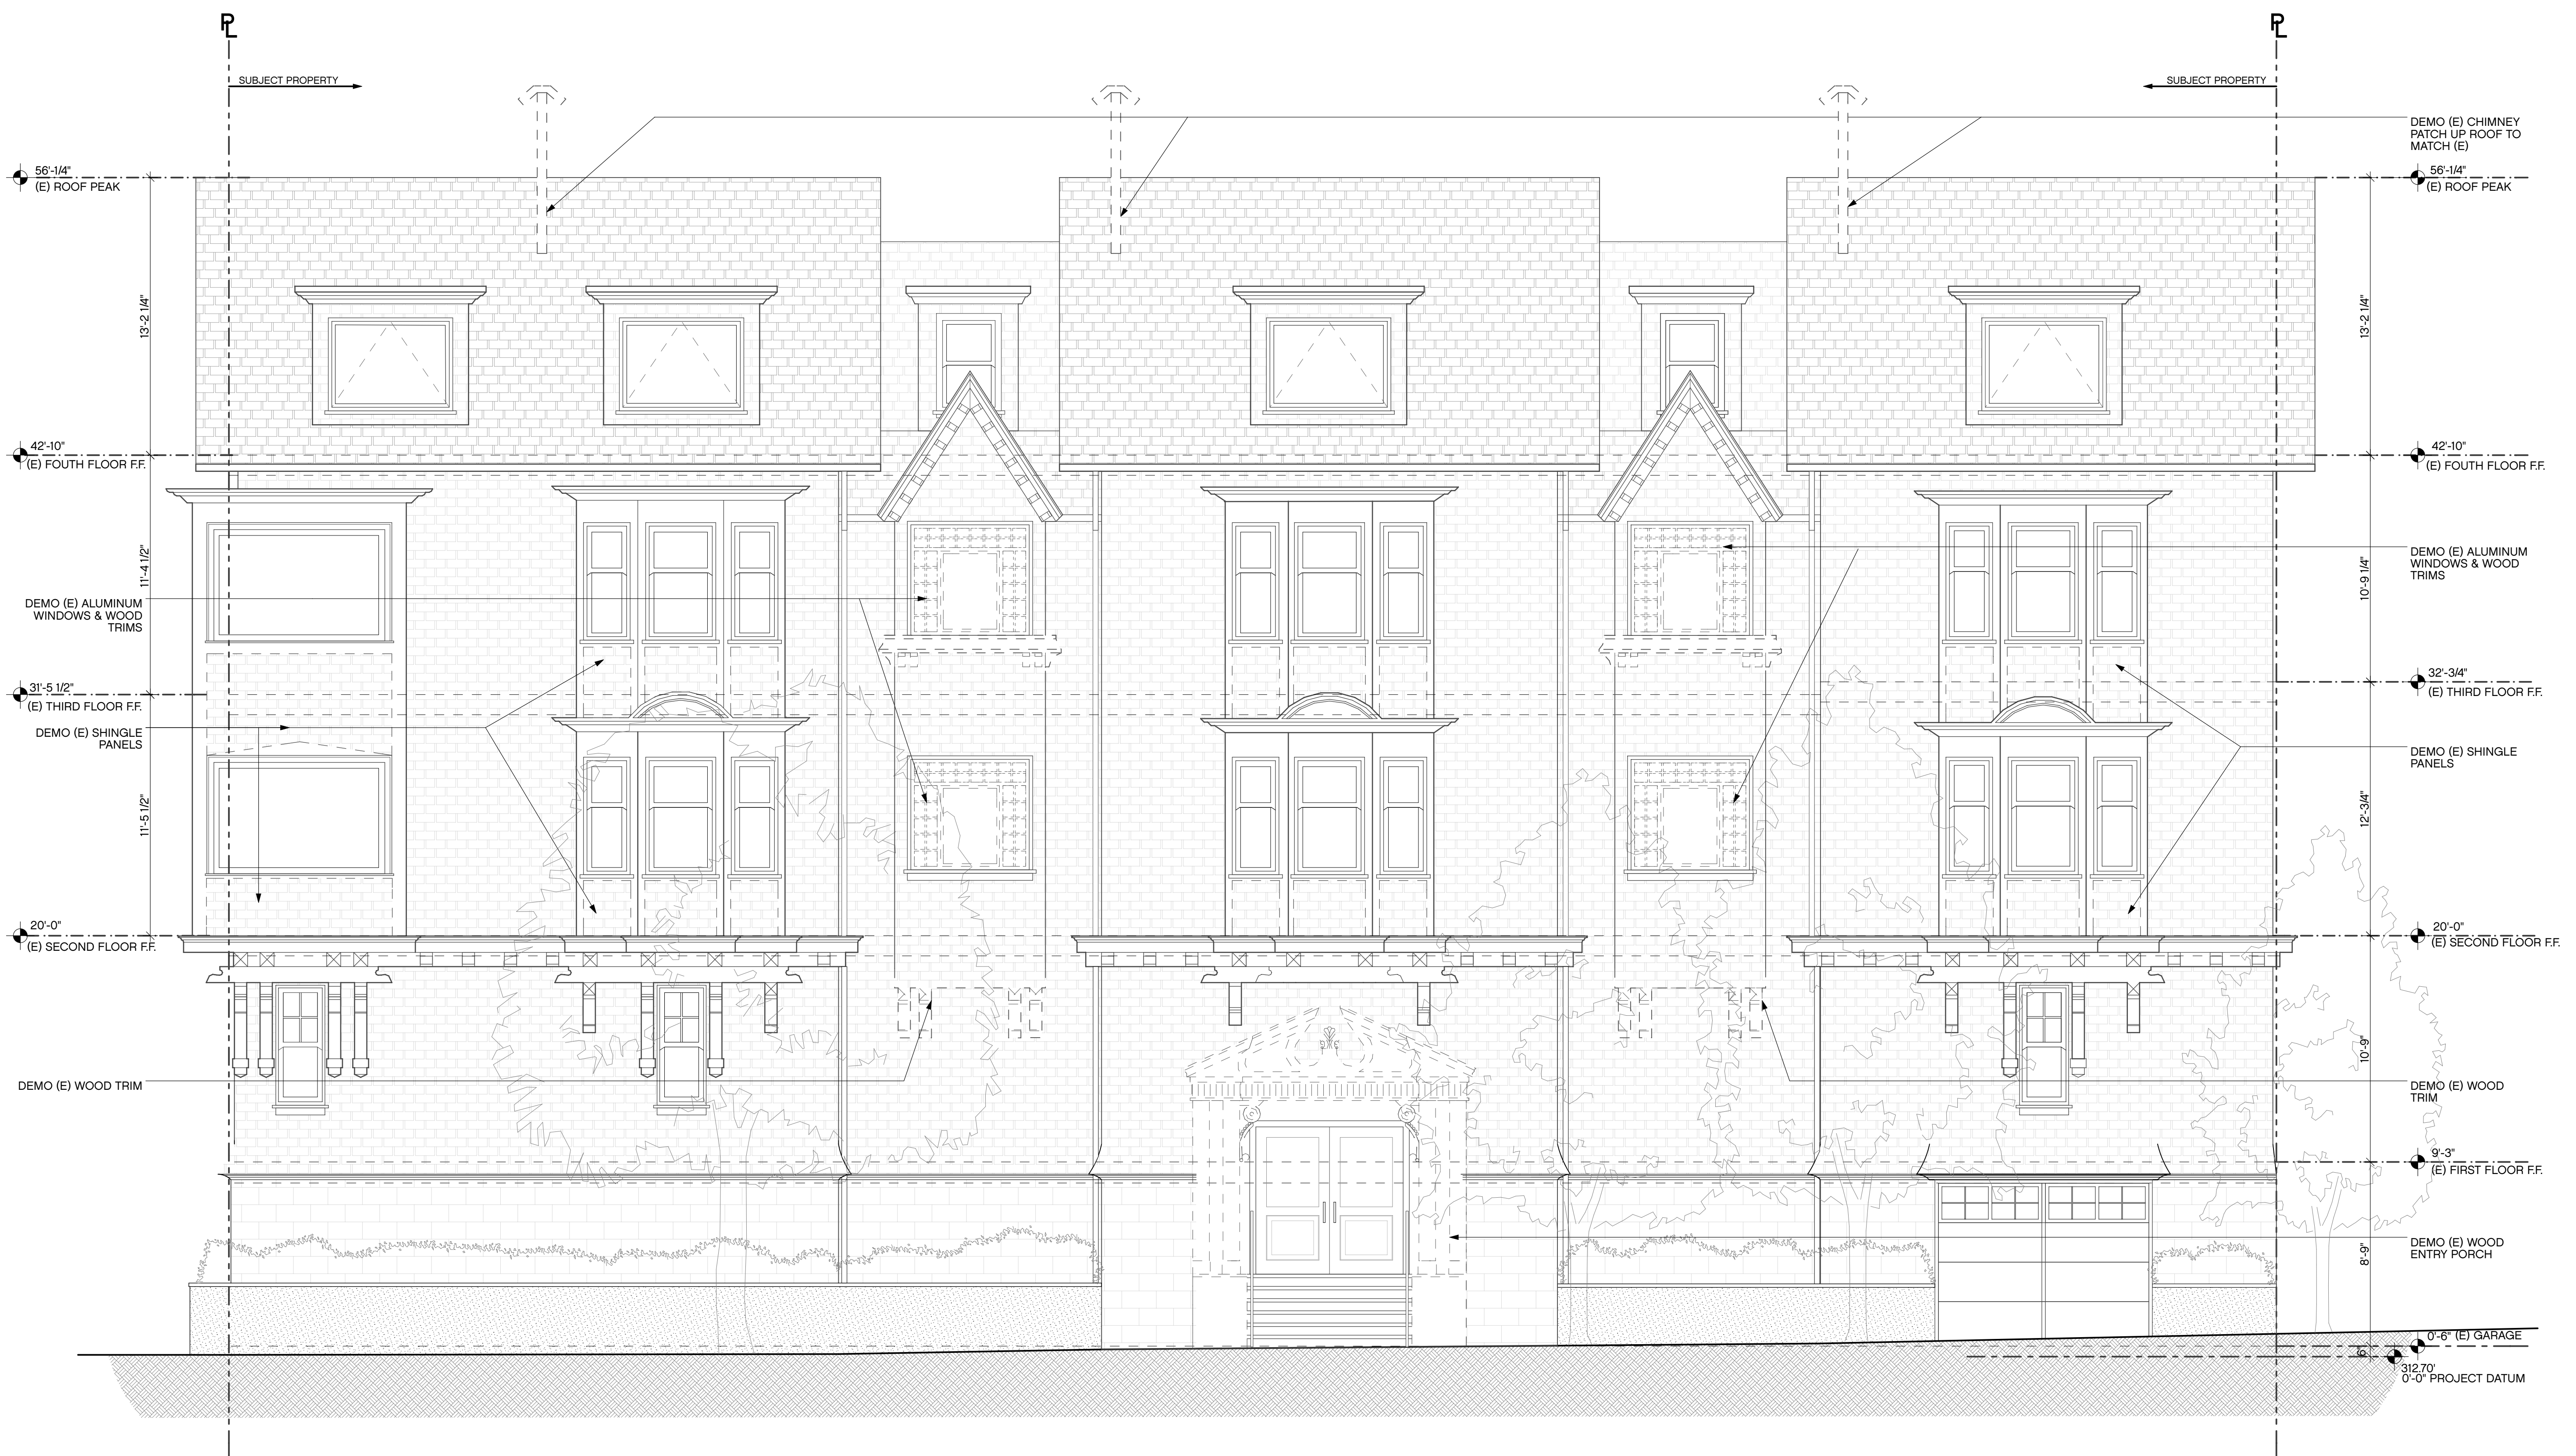 PL
PL
SUBJECT PROPERTY
SUBJECT PROPERTY
DEMO (E) CHIMNEY
PATCH UP ROOF TO
MATCH (E)
56'-1/4"
(E) ROOF PEAK
56'-1/4"
(E) ROOF PEAK
13'-2 1/4"
13'-2 1/4"
42'-10"
(E) FOUTH FLOOR F.F.
42'-10"
(E) FOUTH FLOOR F.F.
11'-4 1/2"
10'-9 1/4"
DEMO (E) ALUMINUM
WINDOWS & WOOD
TRIMS
DEMO (E) ALUMINUM
WINDOWS & WOOD
TRIMS
31'-5 1/2"
(E) THIRD FLOOR F.F.
32'-3/4"
(E) THIRD FLOOR F.F.
DEMO (E) SHINGLE
PANELS
DEMO (E) SHINGLE
PANELS
11'-5 1/2"
12'-3/4"
20'-0"
(E) SECOND FLOOR F.F.
20'-0"
(E) SECOND FLOOR F.F.
10'-9"
DEMO (E) WOOD TRIM
DEMO (E) WOOD
TRIM
9'-3"
(E) FIRST FLOOR F.F.
DEMO (E) WOOD
ENTRY PORCH
8'-9"
0'-6" (E) GARAGE
6"
312.70'
0'-0" PROJECT DATUM